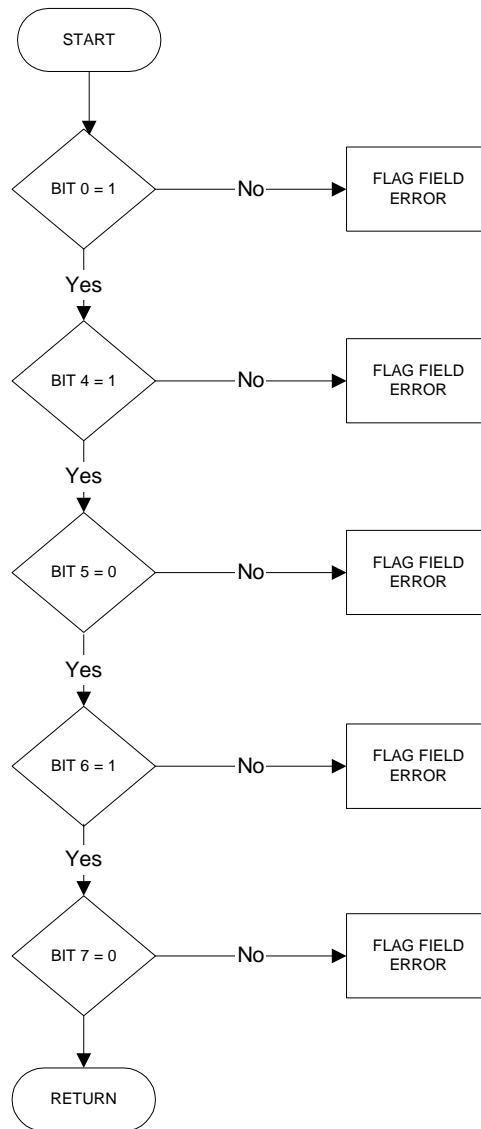 START
BIT 0 = 1
No
FLAG FIELD
ERROR
Yes
BIT 4 = 1
No
FLAG FIELD
ERROR
Yes
BIT 5 = 0
No
FLAG FIELD
ERROR
Yes
BIT 6 = 1
No
FLAG FIELD
ERROR
Yes
BIT 7 = 0
No
FLAG FIELD
ERROR
RETURN